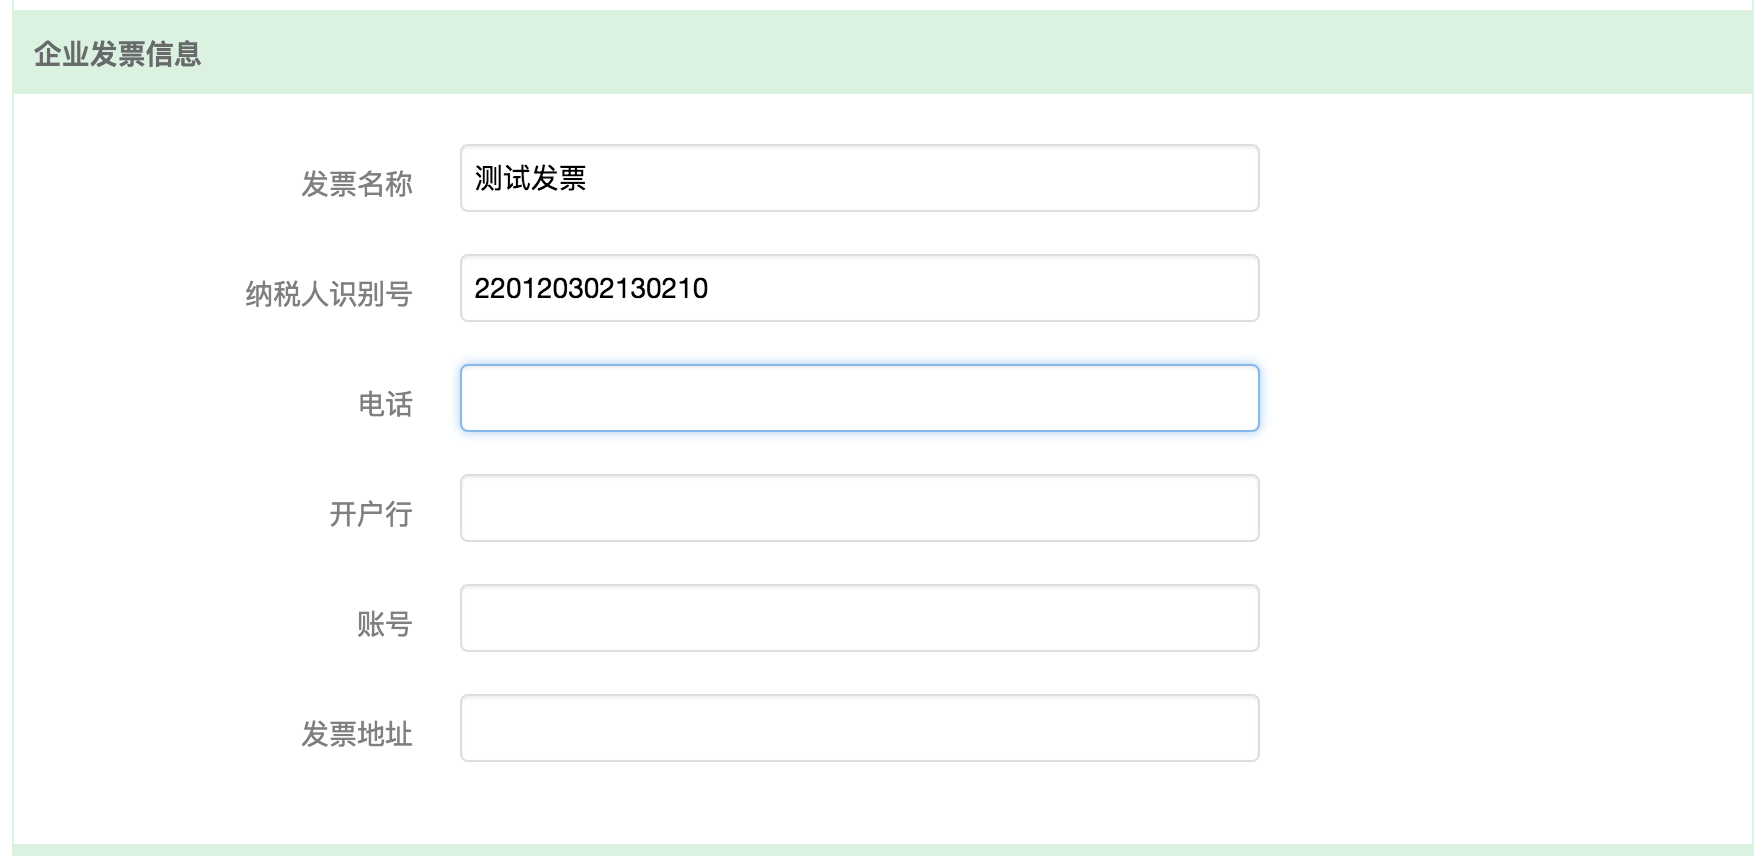 企业发票信息
发票名称 测试发票
纳税人识别号 220120302130210
电话
开户行
账号
发票地址